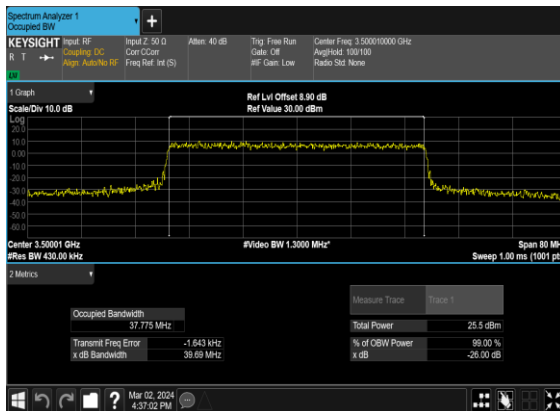 Spectrum Analyzer 1
Occupied BW
KEYSIGHT
R T
Input: RF
Coupling: DC
Align: Auto/No RF
Input Z: 50 Ω
Corr CCorr
Freq Ref: Int (S)
Atten: 40 dB
Trig: Free Run
Gate: Off
#IF Gain: Low
Center Freq: 3.500010000 GHz
Avg|Hold: 100/100
Radio Std: None
1 Graph
Scale/Div 10.0 dB
Ref Lvl Offset 8.90 dB
Ref Value 30.00 dBm
Log
20.0
10.0
0.00
-10.0
-20.0
-30.0
-40.0
-50.0
-60.0
Center 3.50001 GHz
#Res BW 430.00 kHz
#Video BW 1.3000 MHz*
Span 80 MH
Sweep 1.00 ms (1001 pt
2 Metrics
Measure Trace Trace 1
Occupied Bandwidth
37.775 MHz
Total Power 25.5 dBm
Transmit Freq Error -1.643 kHz
% of OBW Power 99.00 %
x dB Bandwidth 39.69 MHz
x dB -26.00 dB
Mar 02, 2024
4:37:02 PM